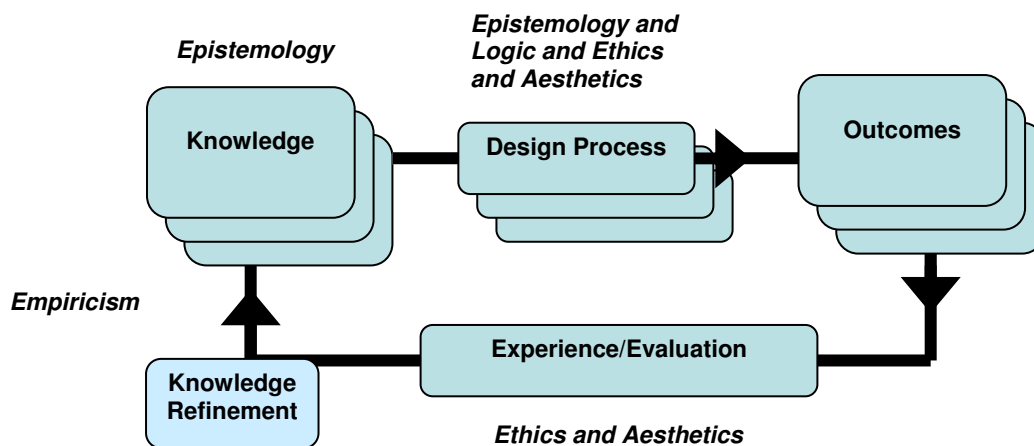 Epistemology
Epistemology and
Logic and Ethics
and Aesthetics
Knowledge
Design Process
Outcomes
Empiricism
Experience/Evaluation
Knowledge
Refinement
Ethics and Aesthetics